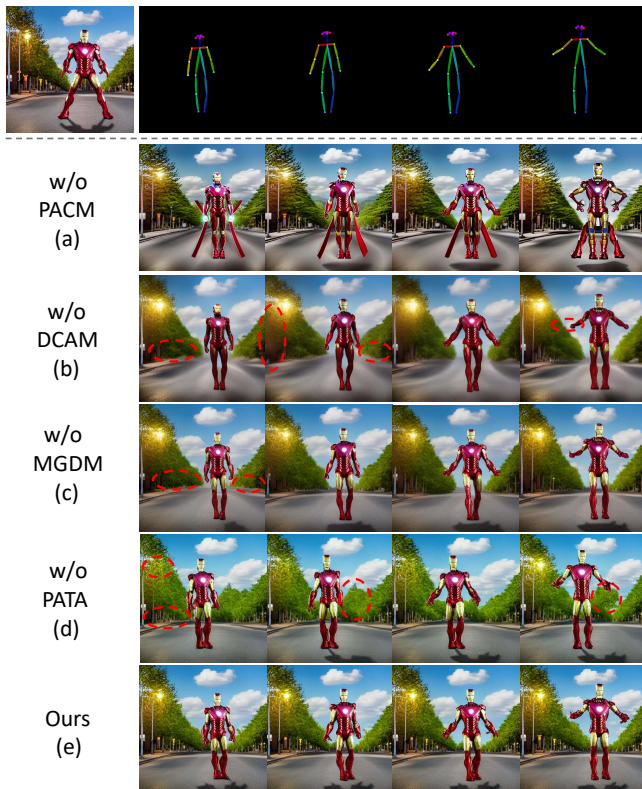 w/o
PACM
(a)
w/o
DCAM
(b)
w/o
MGDM
(c)
w/o
PATA
(d)
Ours
(e)